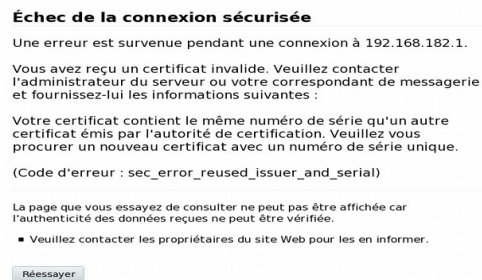 Échec de la connexion sécurisée
Une erreur est survenue pendant une connexion à 192.168.182.1.
Vous avez reçu un certificat invalide. Veuillez contacter
l'administrateur du serveur ou votre correspondant de messagerie
et fournissez-lui les informations suivantes :
Votre certificat contient le même numéro de série qu'un autre
certificat émis par l'autorité de certification. Veuillez vous
procurer un nouveau certificat avec un numéro de série unique.
(Code d'erreur : sec_error_reused_issuer_and_serial)
La page que vous essayez de consulter ne peut pas être affichée car
l'authenticité des données reçues ne peut être vérifiée.
▪ Veuillez contacter les propriétaires du site Web pour les en informer.
Réessayer